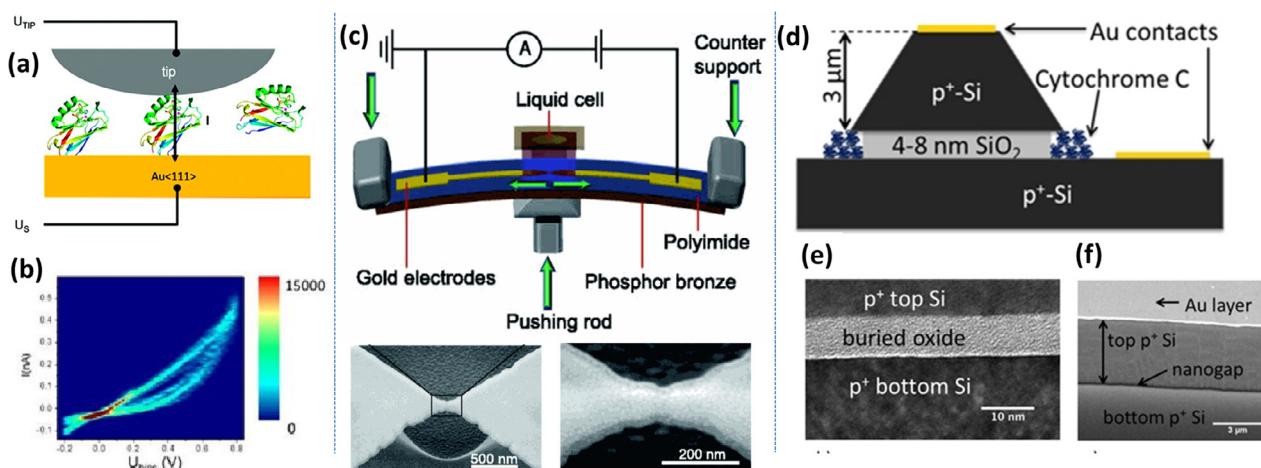 (a)
U_TIP
tip
I
Au<111>
U_S
(b)
I(nA)
0.5
0.4
0.3
0.2
0.1
0.0
-0.1
-0.2 0.0 0.2 0.4 0.6 0.8
(V)
15000
0
(c)
A
Counter
support
Liquid cell
Gold electrodes
Polyimide
Phosphor bronze
Pushing rod
500 nm
200 nm
(d)
3 µm
Au contacts
p⁺-Si
Cytochrome C
4-8 nm SiO₂
p⁺-Si
(e)
p⁺ top Si
buried oxide
p⁺ bottom Si
10 nm
(f)
Au layer
top p⁺ Si
nanogap
bottom p⁺ Si
3 µm